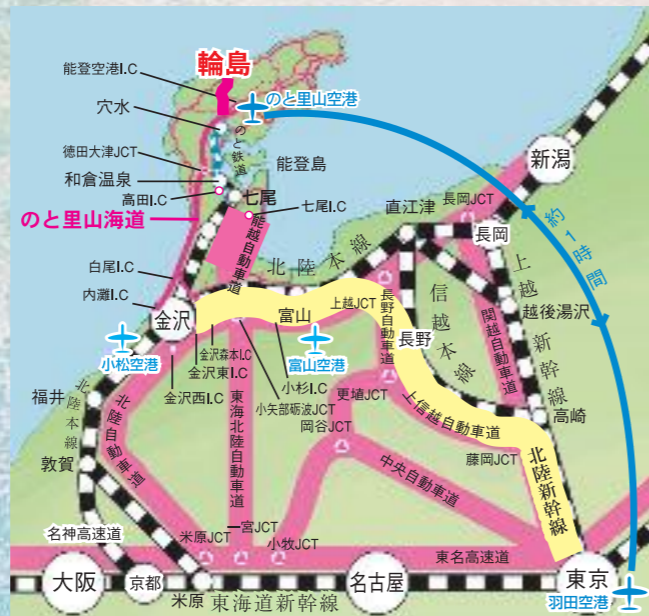 能登空港I.C
輪島
のと里山空港
穴水
のと鉄道
徳田大津JCT
能登島
和倉温泉
高田I.C
七尾
七尾I.C
のと里山海道
能越自動車道
新潟
長岡JCT
直江津
長岡
約1時間
北陸本線
白尾I.C
内灘I.C
金沢
上越JCT
富山
長野自動車道
信越本線
関越自動車道
上越新幹線
越後湯沢
小松空港
金沢森本I.C
金沢東I.C
金沢西I.C
小杉I.C
富山空港
長野
小矢部砺波JCT
更埴JCT
岡谷JCT
上信越自動車道
高崎
福井
北陸本線
北陸自動車道
東海北陸自動車道
敦賀
中央自動車道
藤岡JCT
北陸新幹線
名神高速道
米原JCT
一宮JCT
小牧JCT
東名高速道
大阪
京都
米原
東海道新幹線
名古屋
東京
羽田空港